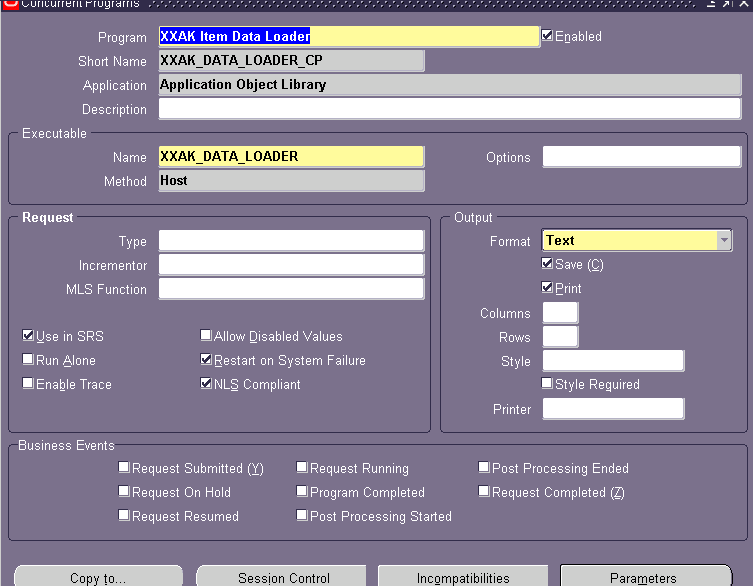 Concurrent Programs
Program XXAK Item Data Loader Enabled
Short Name XXAK_DATA_LOADER_CP
Application Application Object Library
Description
Executable
Name XXAK_DATA_LOADER Options
Method Host
Request
Type
Incrementor
MLS Function
Use in SRS Allow Disabled Values
Run Alone Restart on System Failure
Enable Trace NLS Compliant
Output
Format Text
Save (C)
Print
Columns
Rows
Style
Style Required
Printer
Business Events
Request Submitted (Y) Request Running Post Processing Ended
Request On Hold Program Completed Request Completed (Z)
Request Resumed Post Processing Started
Copy to... Session Control Incompatibilities Parameters